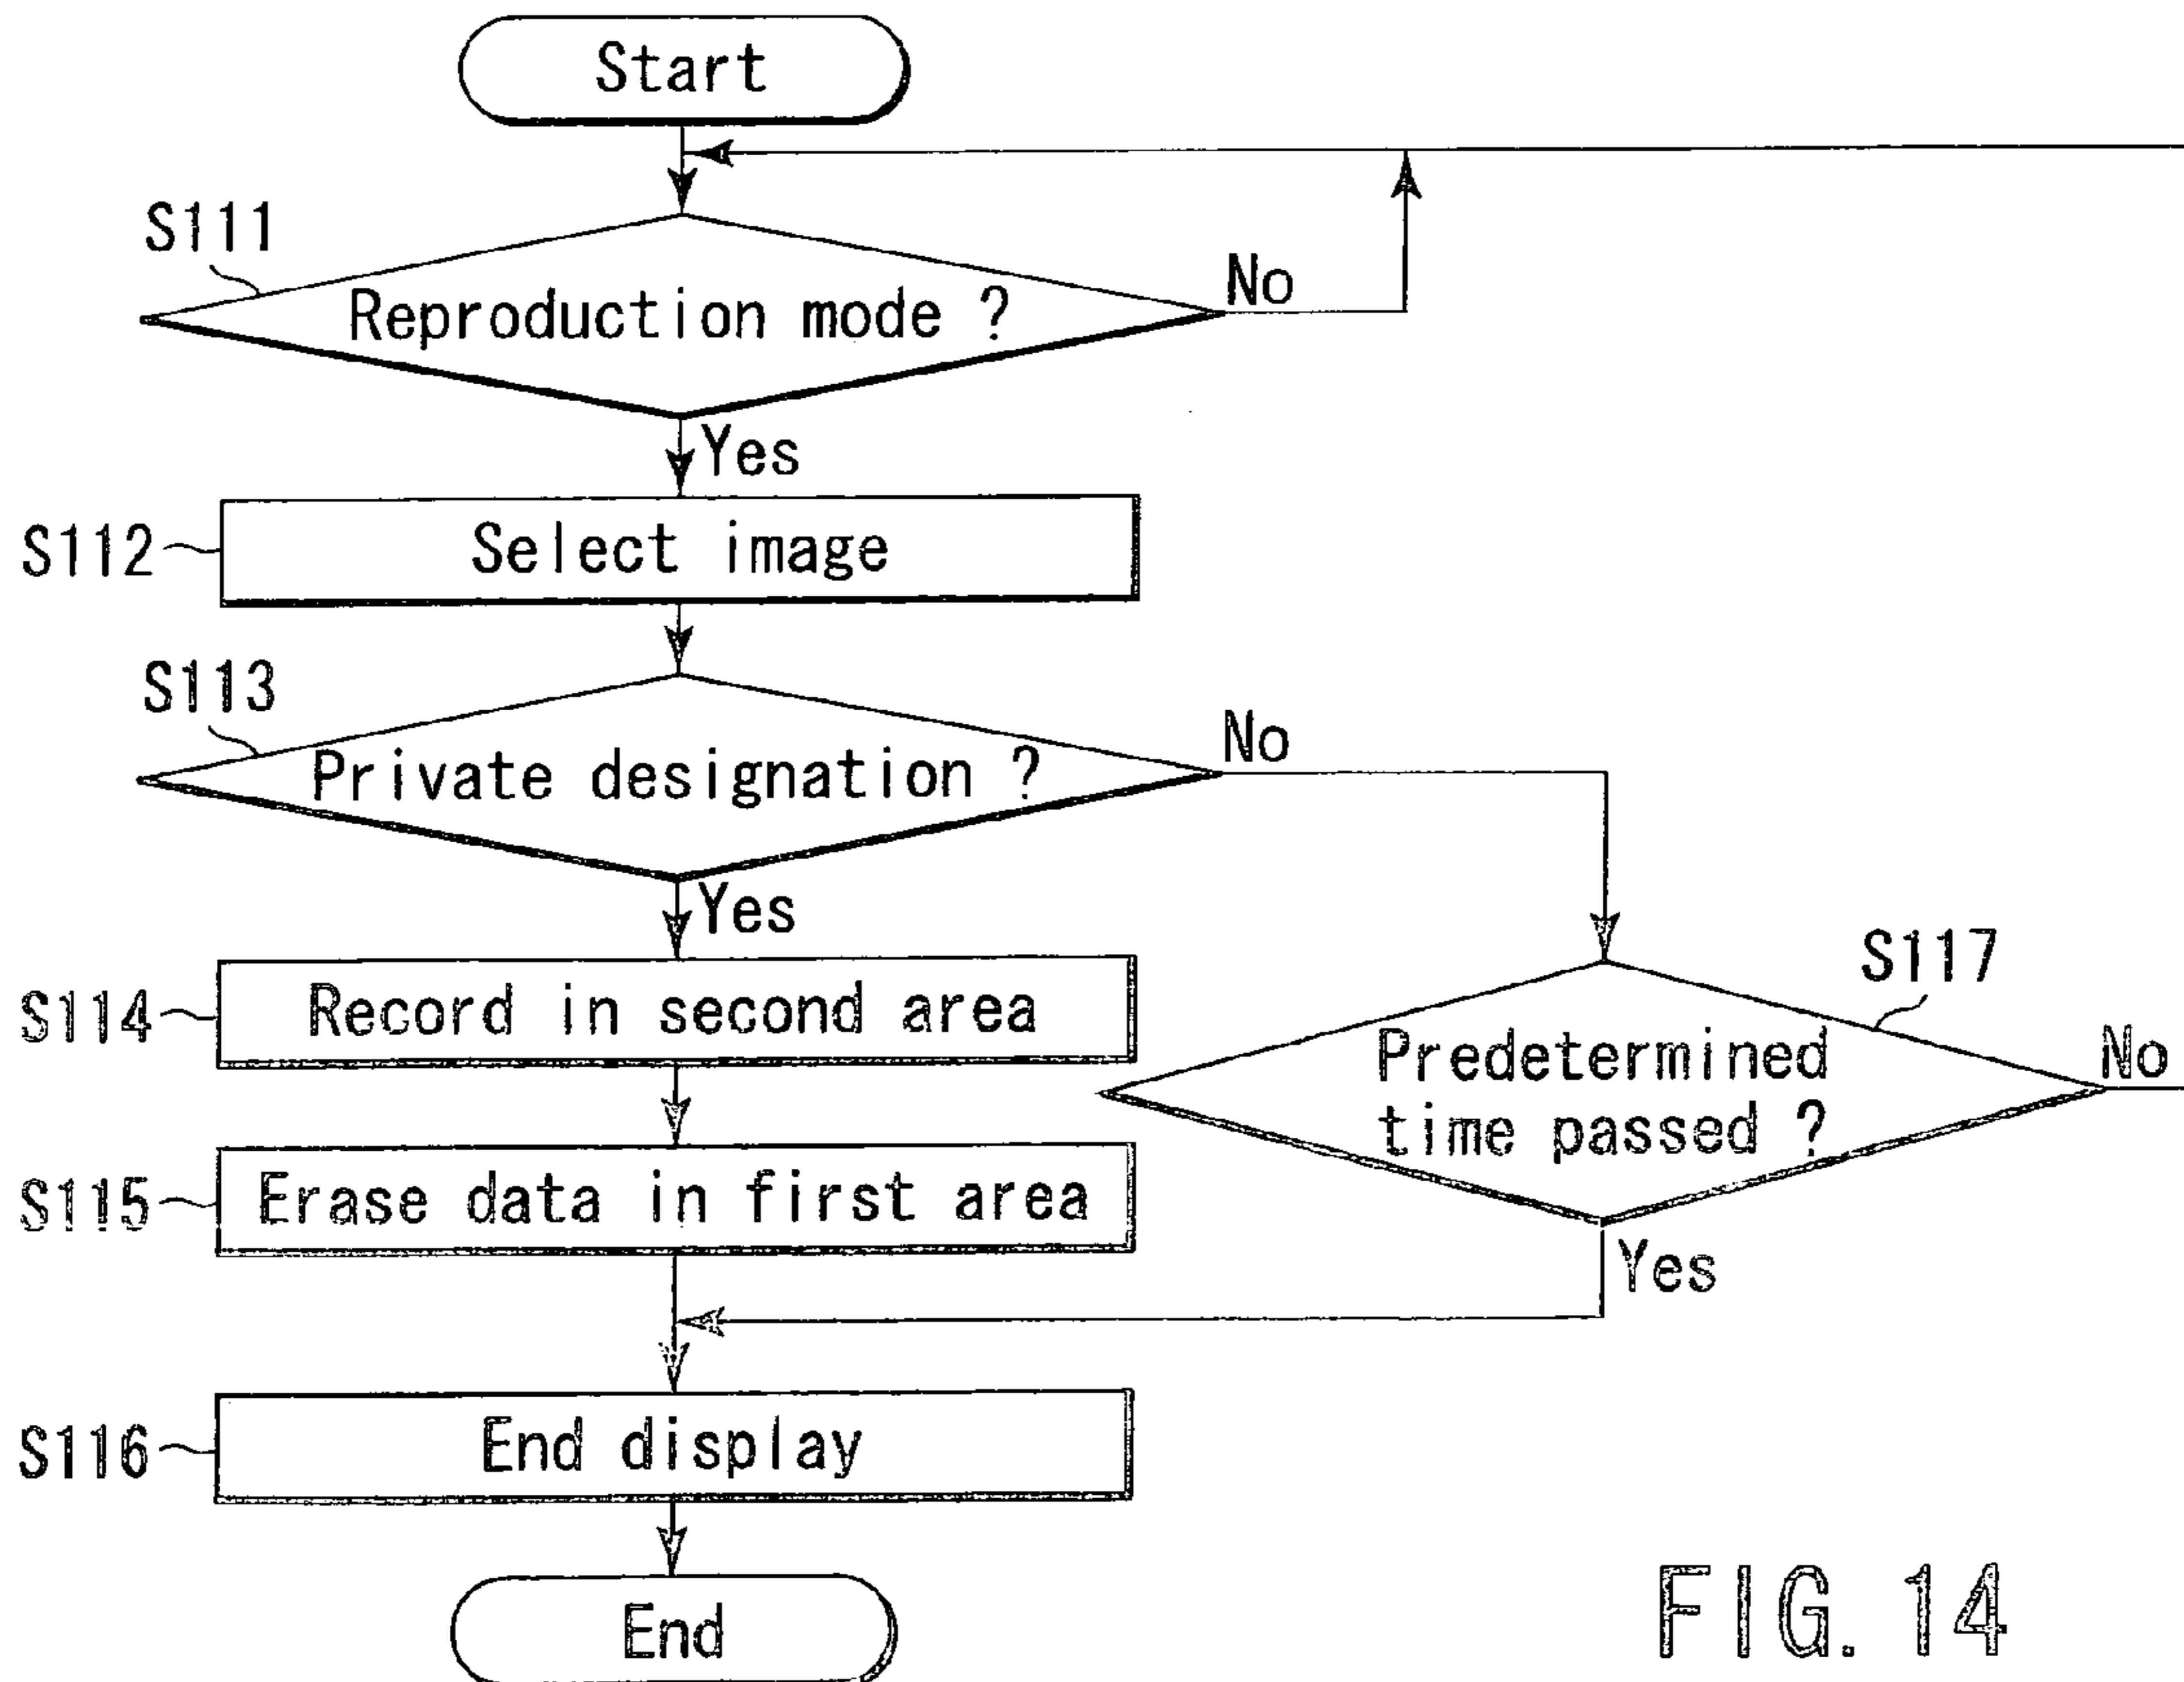 Start
S111
Reproduction mode ?
No
Yes
S112
Select image
S113
Private designation ?
No
Yes
S114
Record in second area
S117
Predetermined
time passed ?
No
S115
Erase data in first area
Yes
S116
End display
End
FIG. 14